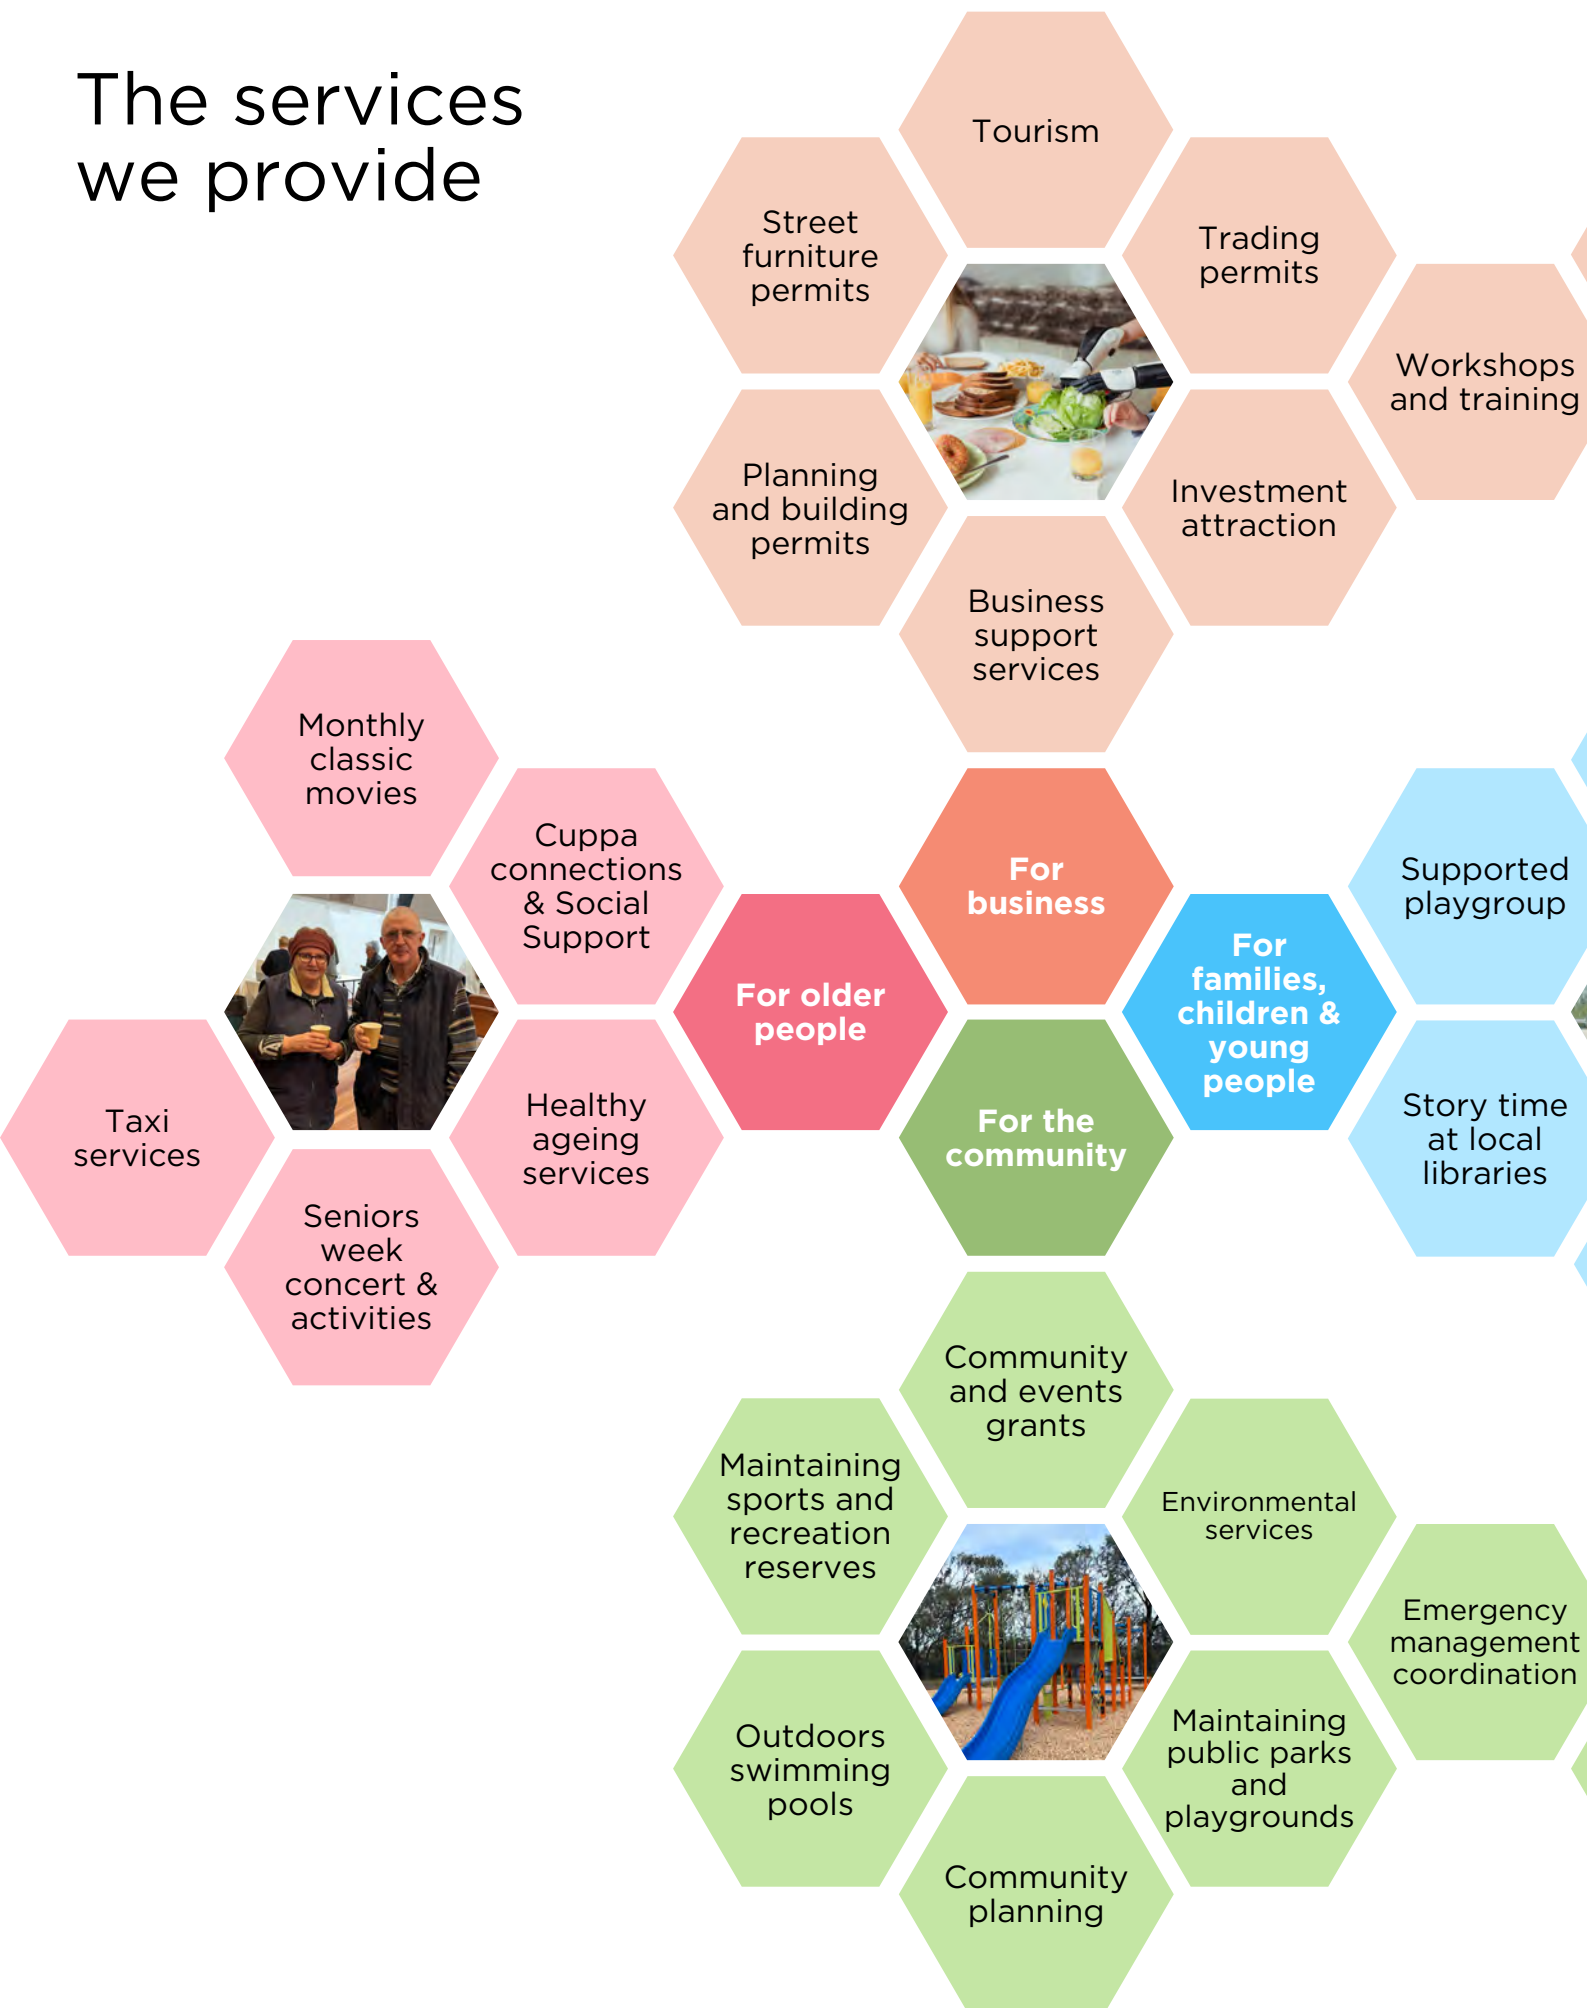 The services
we provide
Tourism
Street
furniture
permits
Trading
permits
Workshops
and training
Planning
and building
permits
Investment
attraction
Business
support
services
For
business
Monthly
classic
movies
Cuppa
connections
& Social
Support
For older
people
Healthy
ageing
services
Taxi
services
Seniors
week
concert &
activities
For
families,
children &
young
people
Supported
playgroup
Story time
at local
libraries
For the
community
Community
and events
grants
Maintaining
sports and
recreation
reserves
Environmental
services
Emergency
management
coordination
Outdoors
swimming
pools
Maintaining
public parks
and
playgrounds
Community
planning